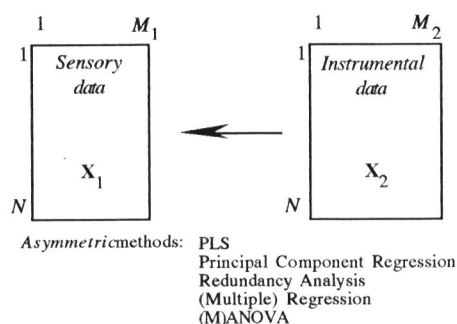 1 M1 1 M2
1 Sensory data 1 Instrumental data
X1 X2
N N
Asymmetricmethods: PLS
Principal Component Regression
Redundancy Analysis
(Multiple) Regression
(M)ANOVA